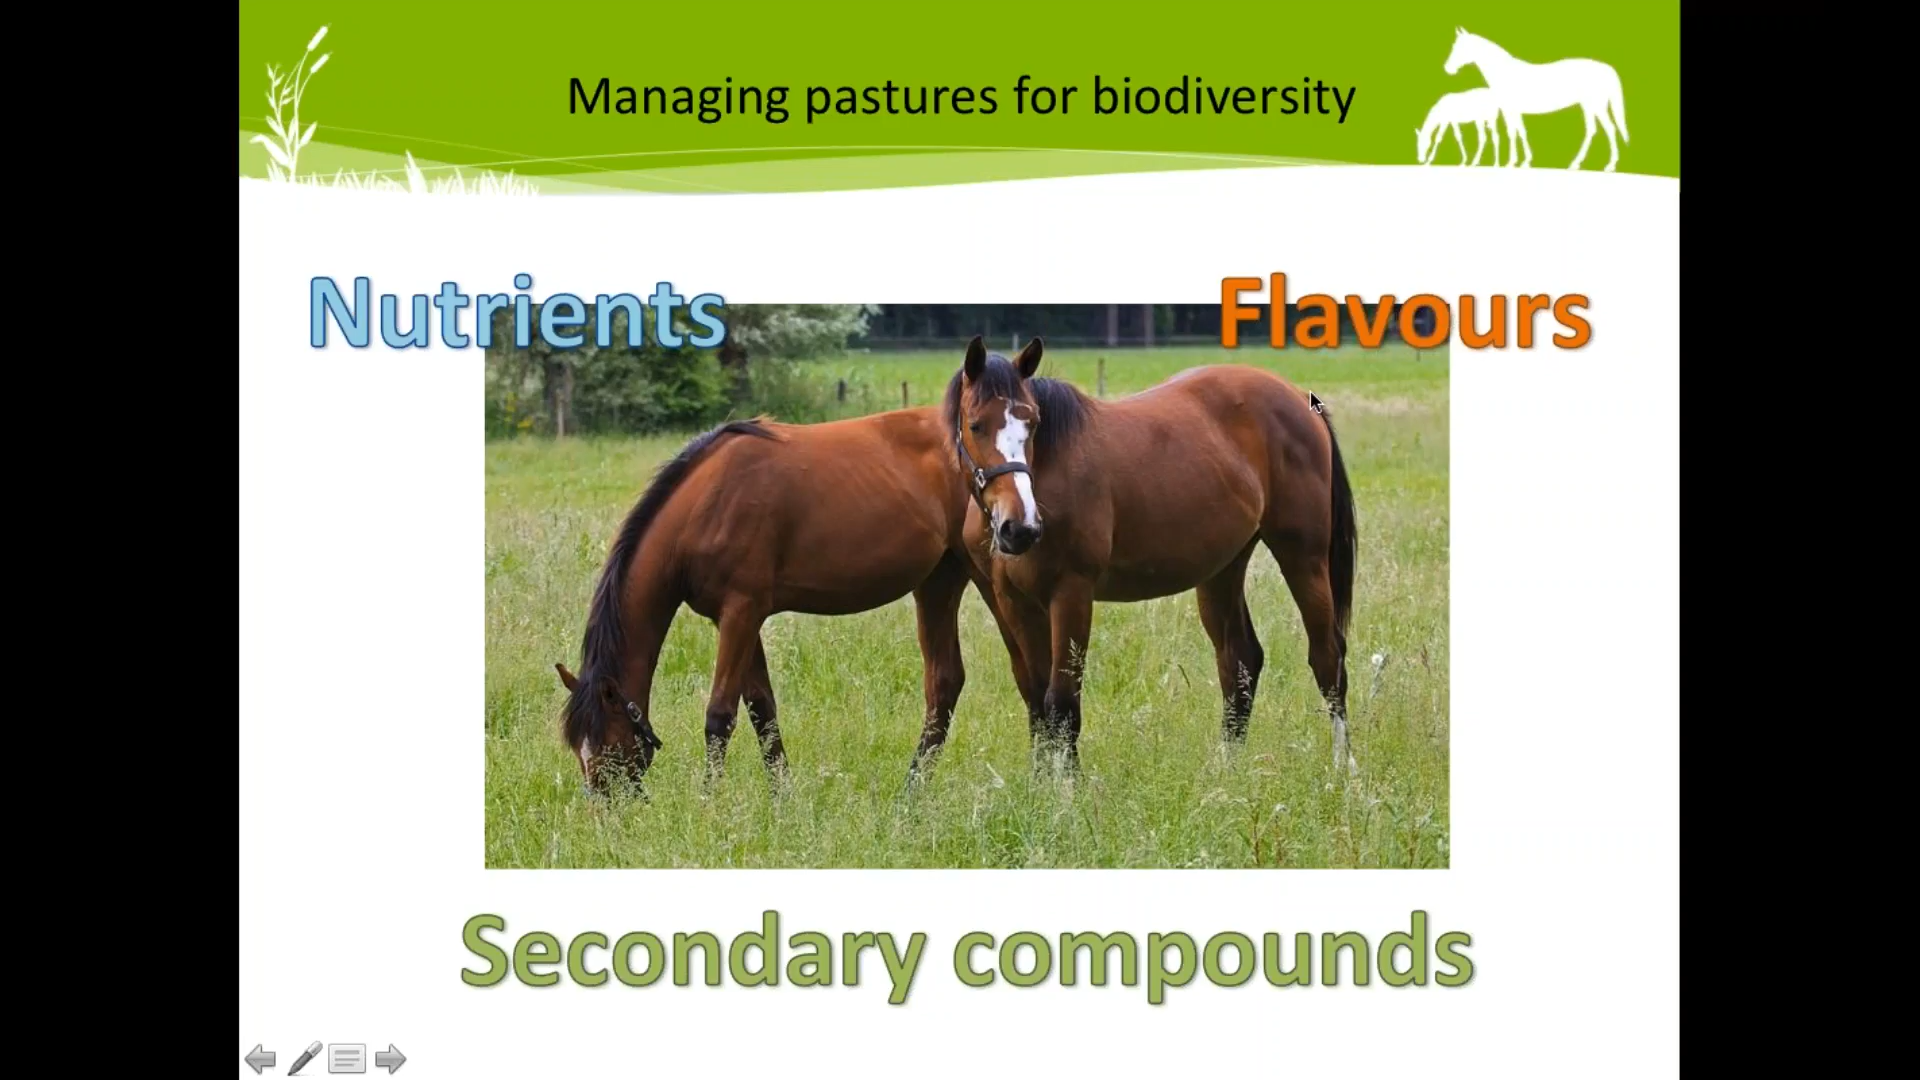 Managing pastures for biodiversity
Nutrients
Flavours
Secondary compounds